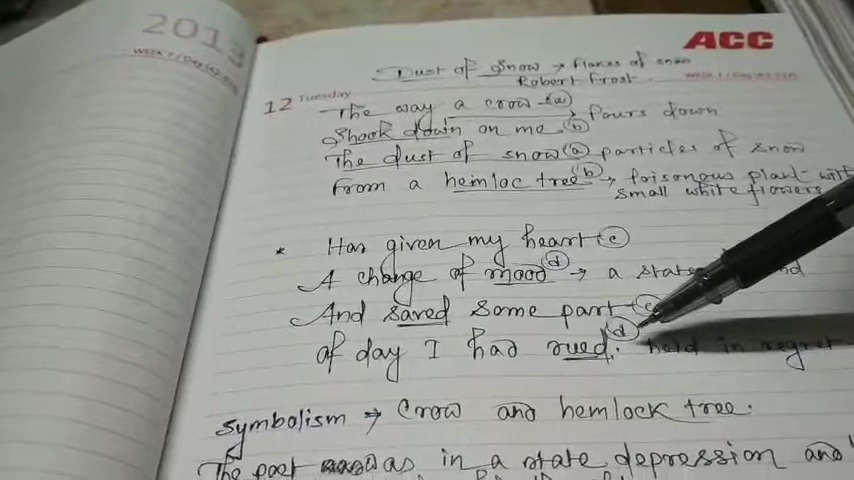 2013
ACC
Dust of Snow → flakes of snow
Robert Frost
12 Tuesday
The way a crow (a)
Shook down on me (b) → Pours down
The dust of snow (a) particles of snow
From a hemloc tree (b) → Poisonous plant with
small white flowers
* Has given my heart (c)
A change of mood (d) → a state
And saved some part (c)
of day I had rued. (d) held in regret
Symbolism → Crow and hemlock tree.
The poet was in a state depression and